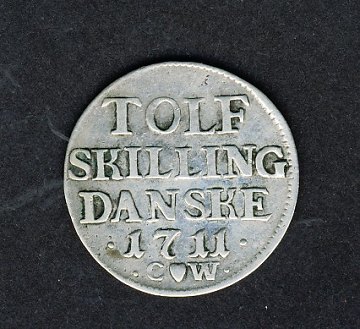 TOLF
SKILLING
DANSKE
· 1711 ·
· C♥W ·